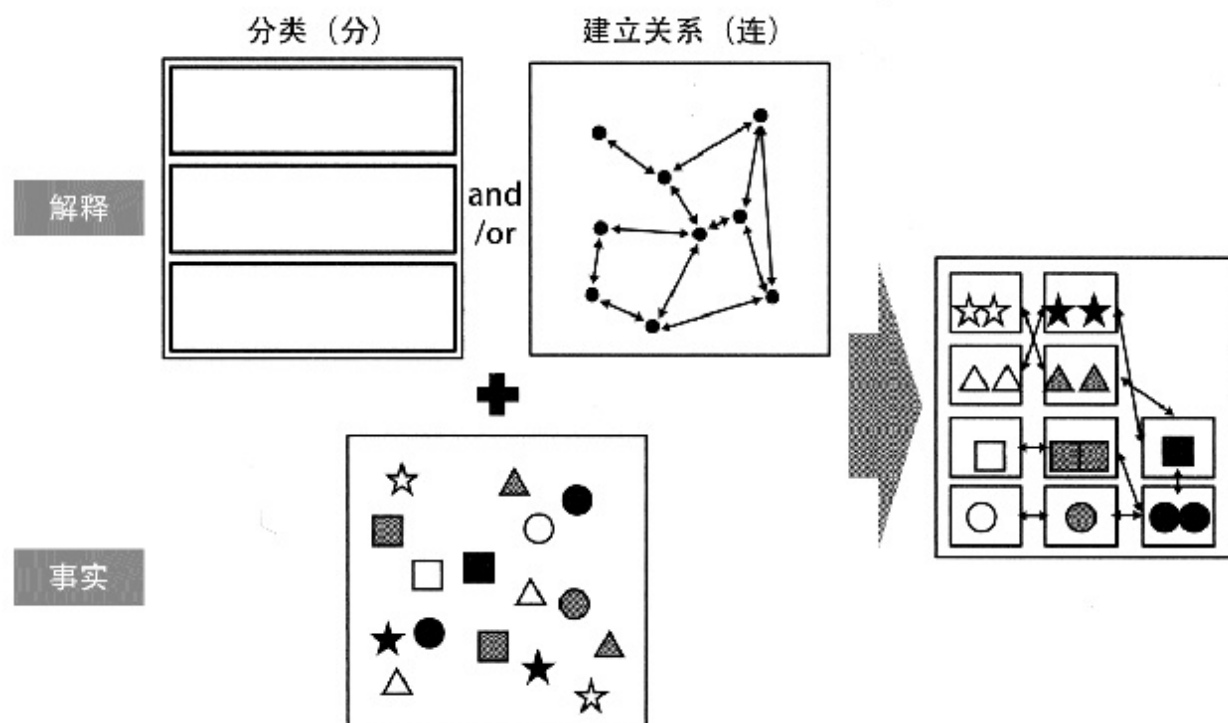 分类（分）
建立关系（连）
解释
and
/or
事实